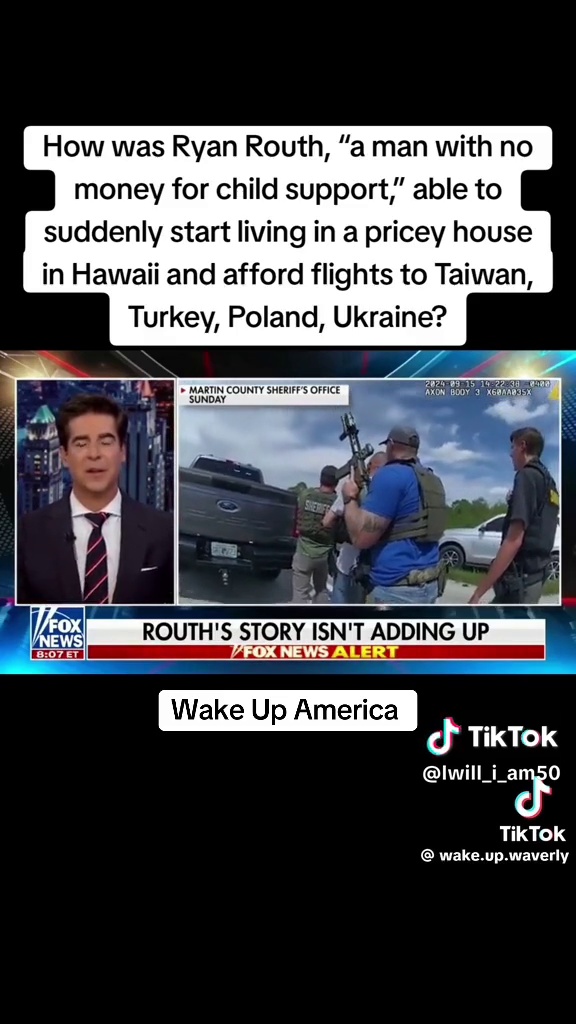 How was Ryan Routh, “a man with no
money for child support,” able to
suddenly start living in a pricey house
in Hawaii and afford flights to Taiwan,
Turkey, Poland, Ukraine?
MARTIN COUNTY SHERIFF'S OFFICE
SUNDAY
2024-09-15 14:22:38 -0400
AXON BODY 3 X60AA035X
SHERIFF
FOX
NEWS
8:07 ET
ROUTH'S STORY ISN'T ADDING UP
FOX NEWS ALERT
Wake Up America
TikTok
@lwill_i_am50
TikTok
@ wake.up.waverly